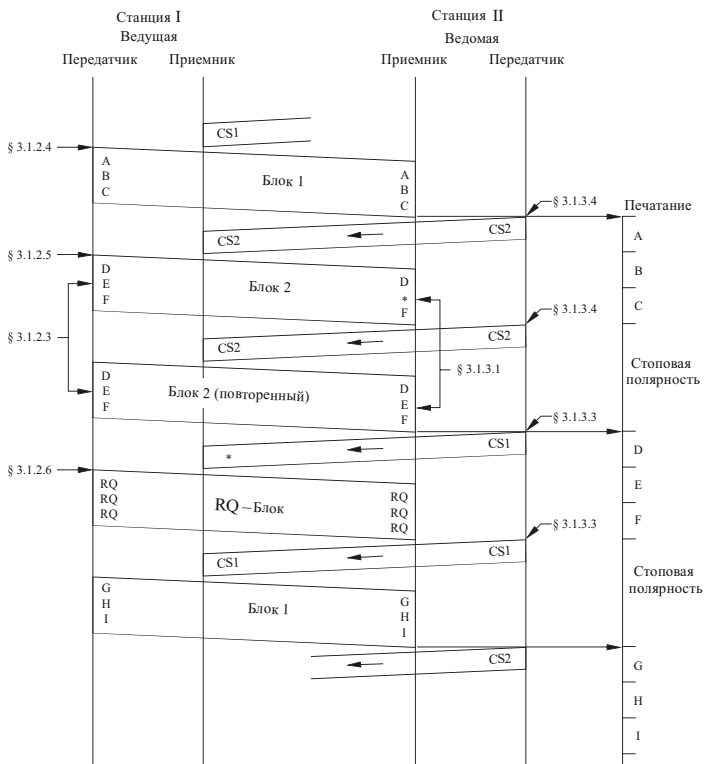 Станция I
Ведущая
Станция II
Ведомая
Передатчик
Приемник
Приемник
Передатчик
CS1
§ 3.1.2.4
A
B
C
Блок 1
A
B
C
§ 3.1.3.4
Печатание
CS2
CS2
A
B
C
§ 3.1.2.5
D
E
F
Блок 2
D
*
F
§ 3.1.3.4
§ 3.1.2.3
CS2
CS2
§ 3.1.3.1
Стоповая
полярность
D
E
F
Блок 2 (повторенный)
D
E
F
§ 3.1.3.3
*
CS1
D
E
F
§ 3.1.2.6
RQ
RQ
RQ
RQ – Блок
RQ
RQ
RQ
§ 3.1.3.3
CS1
CS1
Стоповая
полярность
G
H
I
Блок 1
G
H
I
CS2
G
H
I